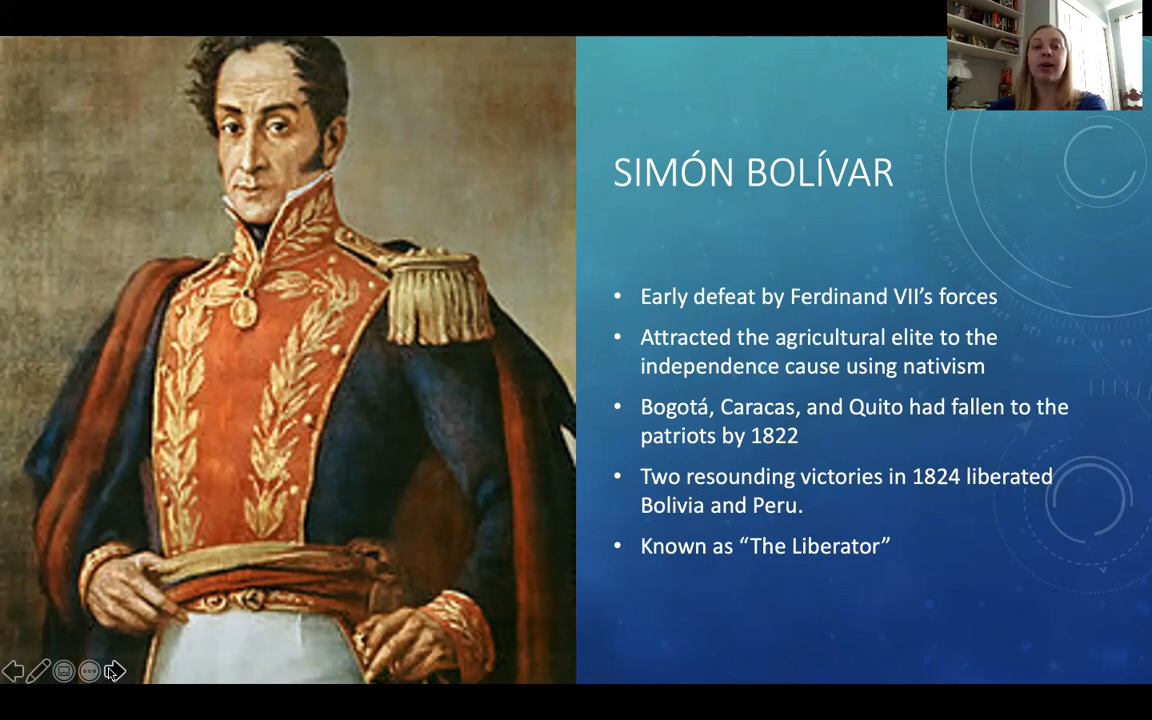 SIMÓN BOLÍVAR
• Early defeat by Ferdinand VII’s forces
• Attracted the agricultural elite to the
independence cause using nativism
• Bogotá, Caracas, and Quito had fallen to the
patriots by 1822
• Two resounding victories in 1824 liberated
Bolivia and Peru.
• Known as “The Liberator”